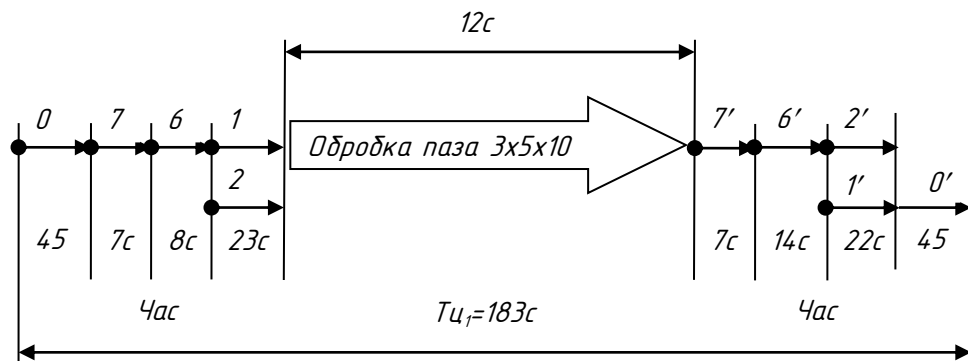 12с
0 7 6 1 7' 6' 2'
Обробка паза 3х5х10
2 1' 0'
45 7с 8с 23с 7с 14с 22с 45
Час Тц₁=183с Час